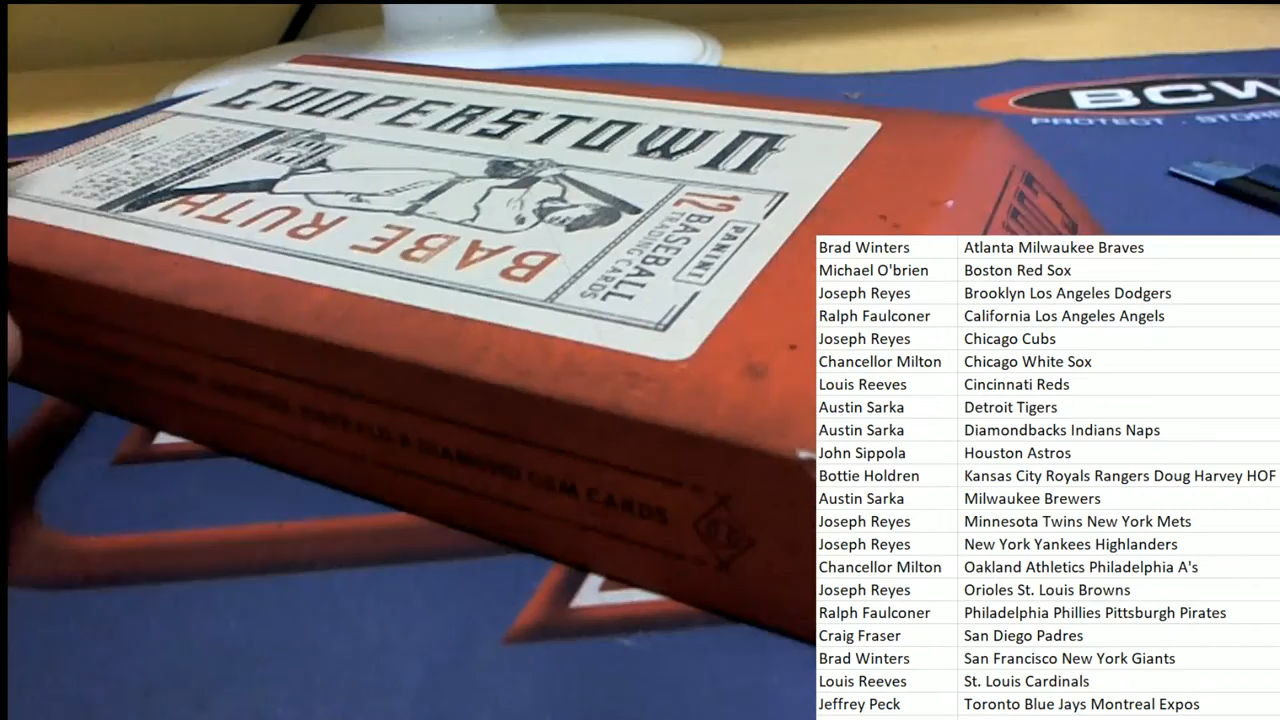 COOPERSTOWN
BABE RUTH
12 BASEBALL
TRADING CARDS
PANINI
BCW
PROTECT · STORE
EMERALD & DIAMOND GEM CARDS
Brad Winters Atlanta Milwaukee Braves
Michael O'brien Boston Red Sox
Joseph Reyes Brooklyn Los Angeles Dodgers
Ralph Faulconer California Los Angeles Angels
Joseph Reyes Chicago Cubs
Chancellor Milton Chicago White Sox
Louis Reeves Cincinnati Reds
Austin Sarka Detroit Tigers
Austin Sarka Diamondbacks Indians Naps
John Sippola Houston Astros
Bottie Holdren Kansas City Royals Rangers Doug Harvey HOF
Austin Sarka Milwaukee Brewers
Joseph Reyes Minnesota Twins New York Mets
Joseph Reyes New York Yankees Highlanders
Chancellor Milton Oakland Athletics Philadelphia A's
Joseph Reyes Orioles St. Louis Browns
Ralph Faulconer Philadelphia Phillies Pittsburgh Pirates
Craig Fraser San Diego Padres
Brad Winters San Francisco New York Giants
Louis Reeves St. Louis Cardinals
Jeffrey Peck Toronto Blue Jays Montreal Expos